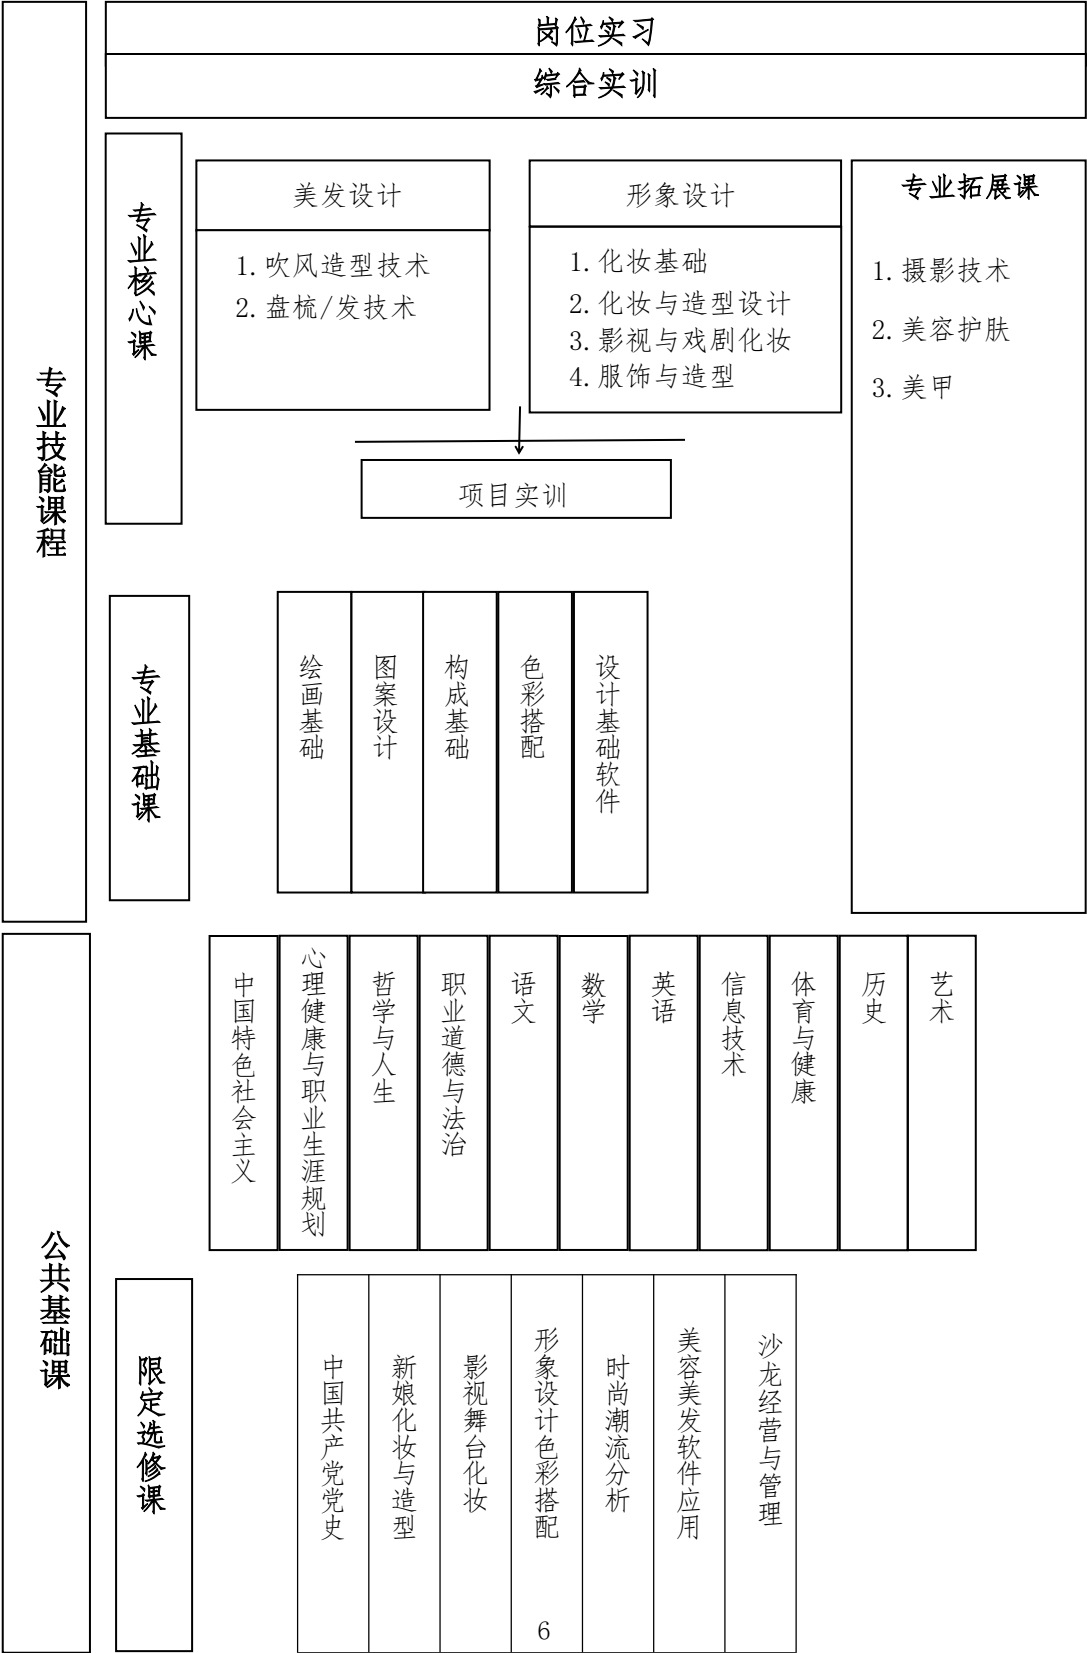 岗位实习
综合实训
专业技能课程
专业核心课
美发设计
1.吹风造型技术
2.盘梳/发技术
形象设计
1.化妆基础
2.化妆与造型设计
3.影视与戏剧化妆
4.服饰与造型
项目实训
专业拓展课
1.摄影技术
2.美容护肤
3.美甲
专业基础课
绘画基础
图案设计
构成基础
色彩搭配
设计基础软件
公共基础课
中国特色社会主义
心理健康与职业生涯规划
哲学与人生
职业道德与法治
语文
数学
英语
信息技术
体育与健康
历史
艺术
限定选修课
中国共产党党史
新娘化妆与造型
影视舞台化妆
形象设计色彩搭配
时尚潮流分析
美容美发软件应用
沙龙经营与管理
6